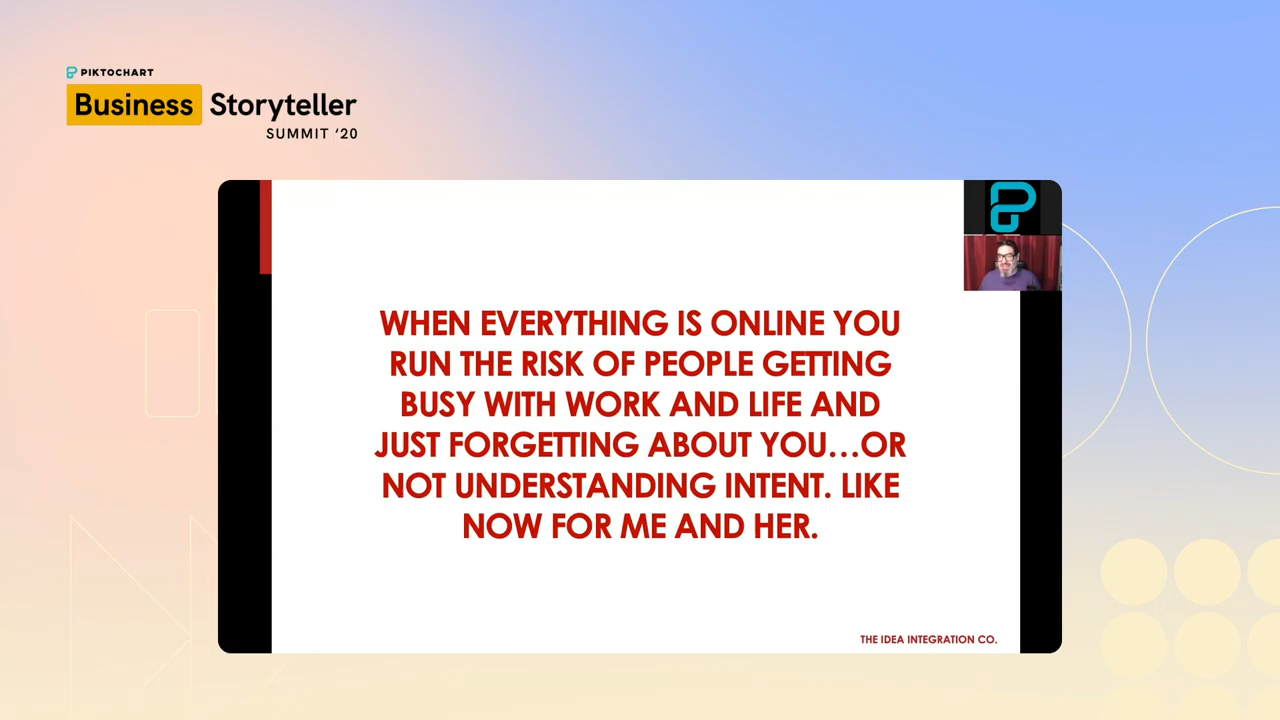 PIKTOCHART
Business Storyteller
SUMMIT ‘20
WHEN EVERYTHING IS ONLINE YOU
RUN THE RISK OF PEOPLE GETTING
BUSY WITH WORK AND LIFE AND
JUST FORGETTING ABOUT YOU…OR
NOT UNDERSTANDING INTENT. LIKE
NOW FOR ME AND HER.
THE IDEA INTEGRATION CO.